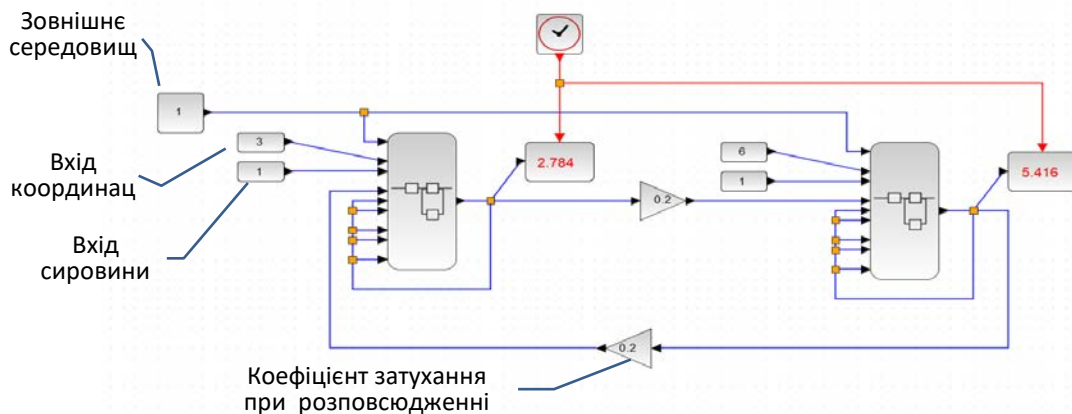 Зовнішнє
середовищ
1
3
Вхід
координац
1
Вхід
сировини
2.784
0.2
6
1
5.416
0.2
Коефіцієнт затухання
при розповсюдженні